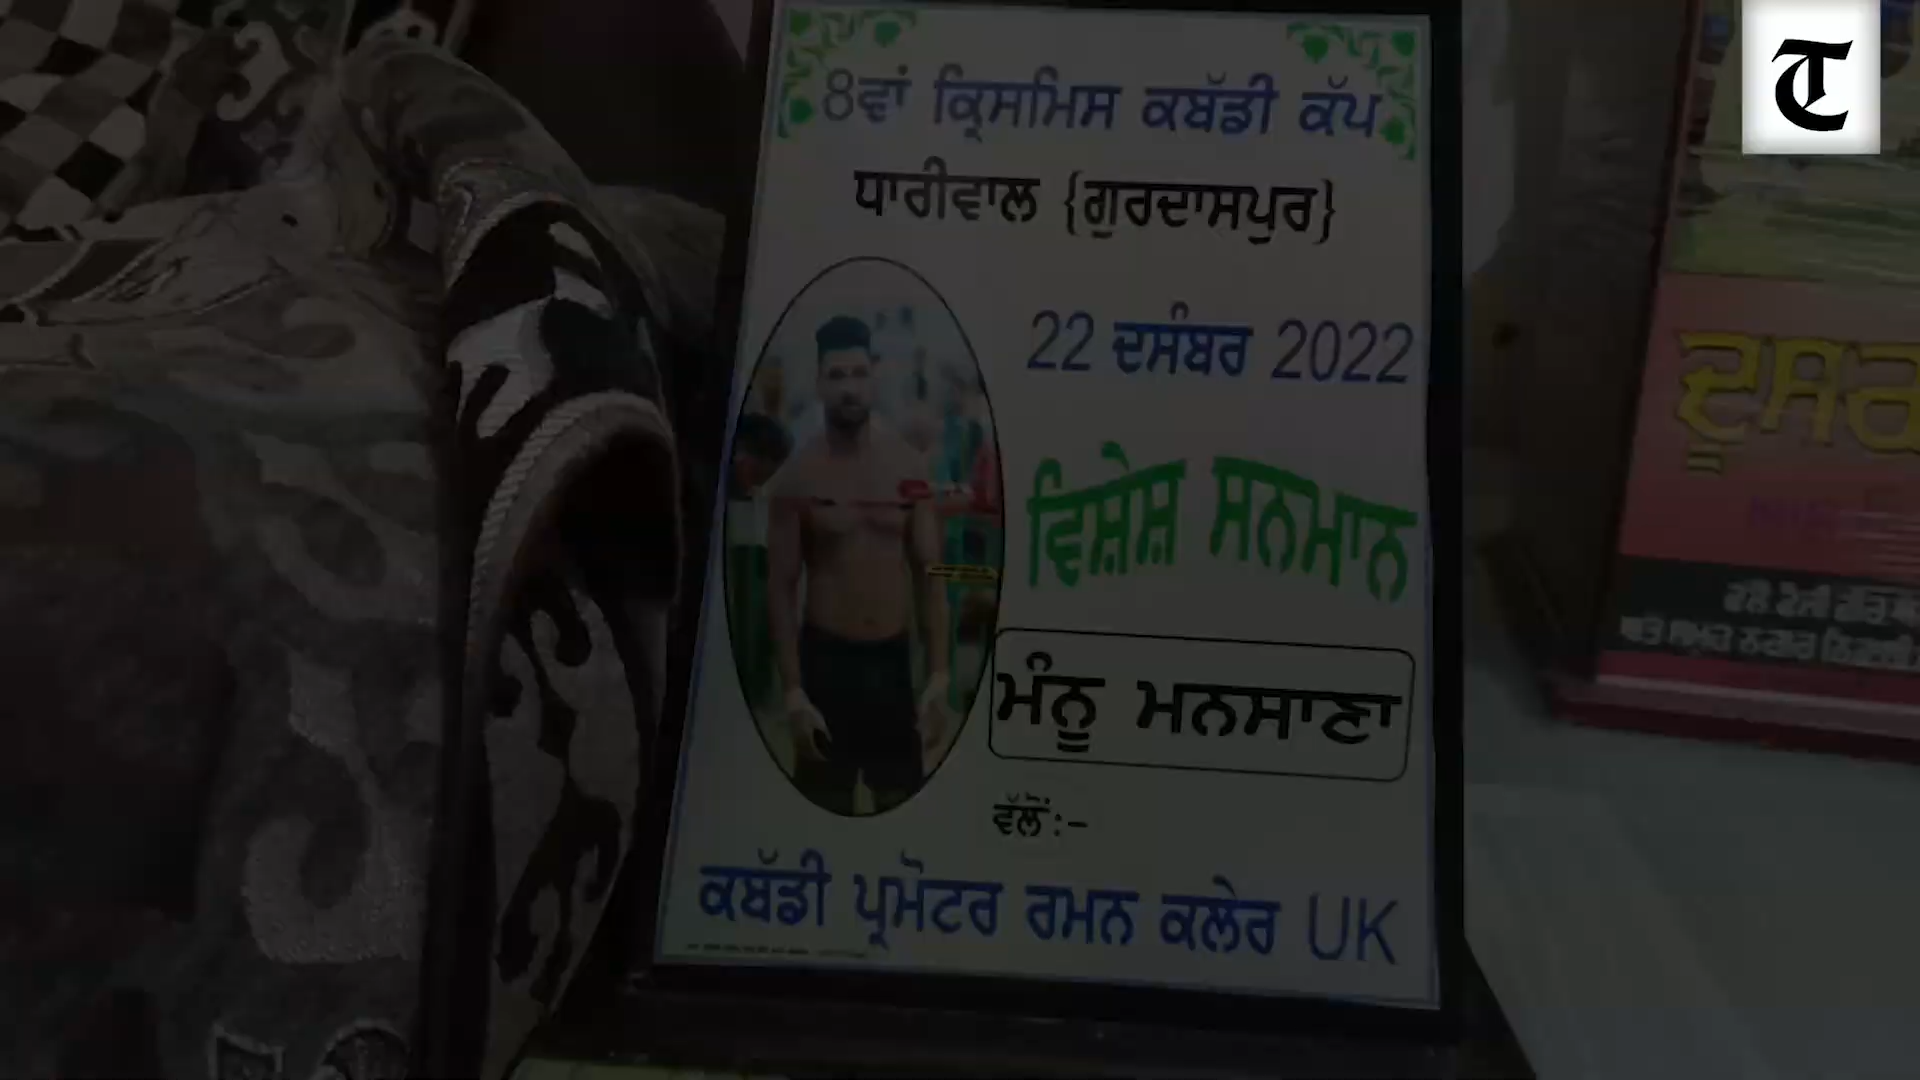 8ਵਾਂ ਕ੍ਰਿਸਮਿਸ ਕਬੱਡੀ ਕੱਪ
ਧਾਰੀਵਾਲ {ਗੁਰਦਾਸਪੁਰ}
22 ਦਸੰਬਰ 2022
ਵਿਸ਼ੇਸ਼ ਸਨਮਾਨ
ਮੰਨੂ ਮਨਸਾਣਾ
ਵੱਲੋਂ :-
ਕਬੱਡੀ ਪ੍ਰਮੋਟਰ ਰਮਨ ਕਲੇਰ UK
T